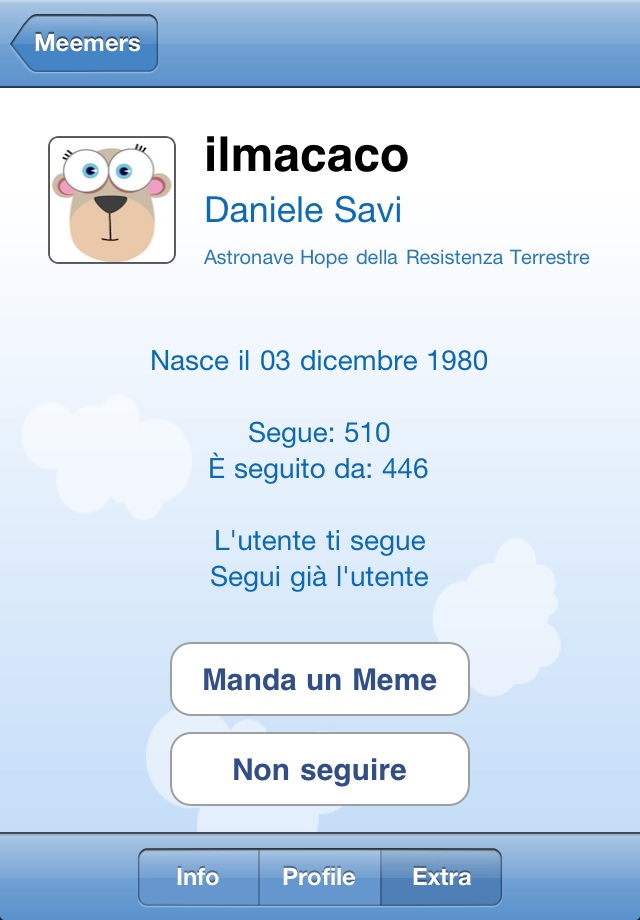 Meemers
ilmacaco
Daniele Savi
Astronave Hope della Resistenza Terrestre
Nasce il 03 dicembre 1980
Segue: 510
È seguito da: 446
L'utente ti segue
Segui già l'utente
Manda un Meme
Non seguire
Info
Profile
Extra